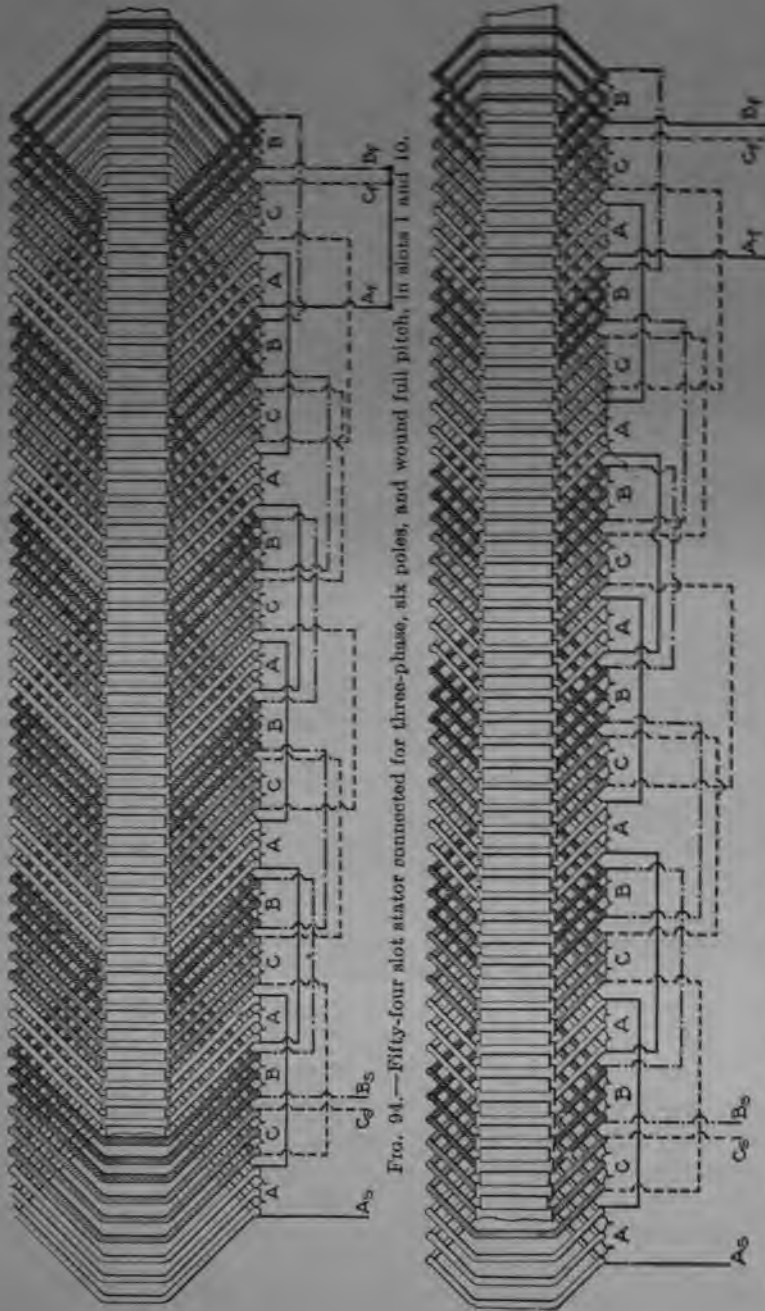 A C B A C B A C B A C B A C B A C B
As Cs Bs Af Cf Bf
FIG. 94.—Fifty-four slot stator connected for three-phase, six poles, and wound full pitch, in slots 1 and 10.
A C B A C B A C B A C B A C B A C B
As Cs Bs Af Cf Bf